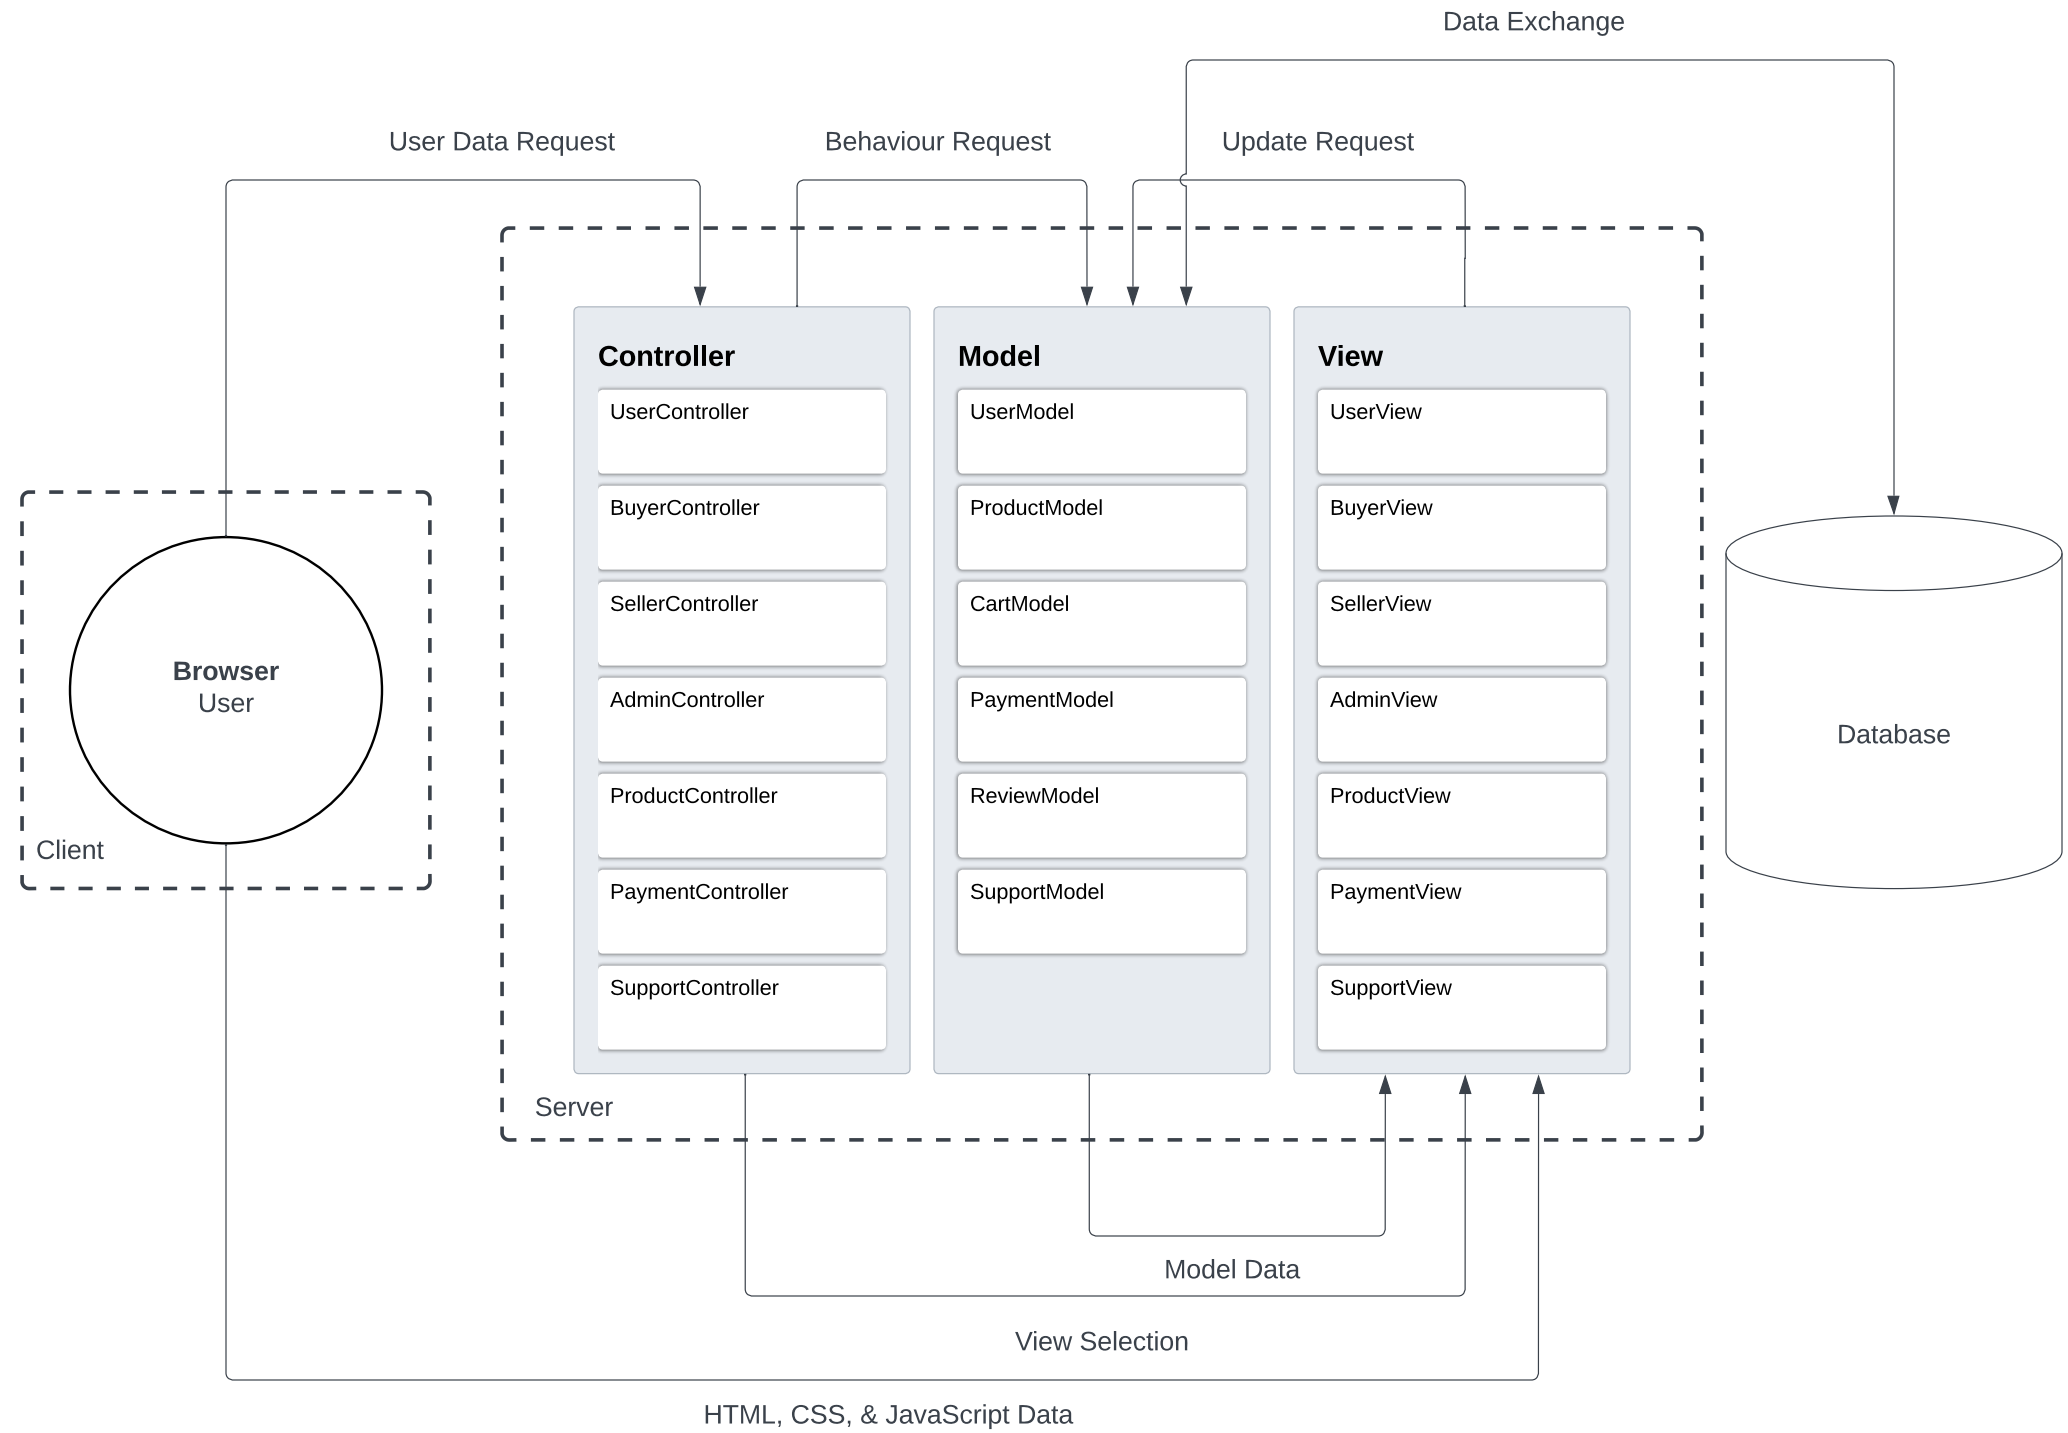 Data Exchange
User Data Request
Behaviour Request
Update Request
Controller
UserController
BuyerController
SellerController
AdminController
ProductController
PaymentController
SupportController
Model
UserModel
ProductModel
CartModel
PaymentModel
ReviewModel
SupportModel
View
UserView
BuyerView
SellerView
AdminView
ProductView
PaymentView
SupportView
Browser
User
Client
Database
Server
Model Data
View Selection
HTML, CSS, & JavaScript Data